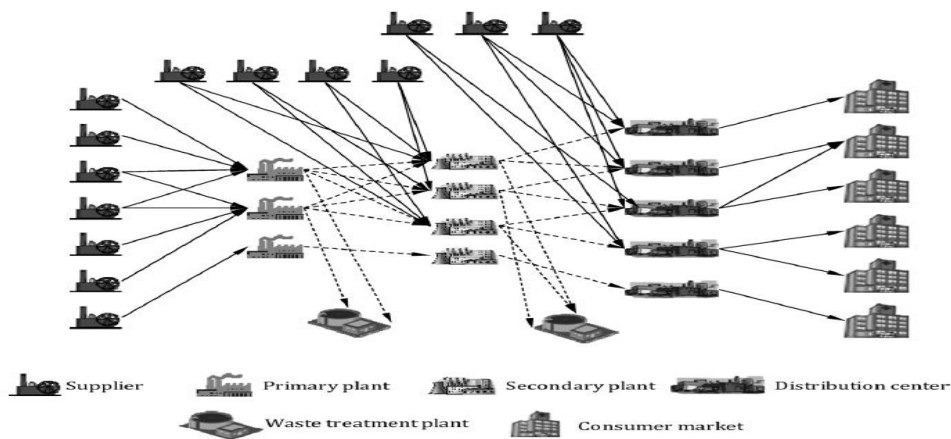 Supplier
Primary plant
Secondary plant
Distribution center
Waste treatment plant
Consumer market